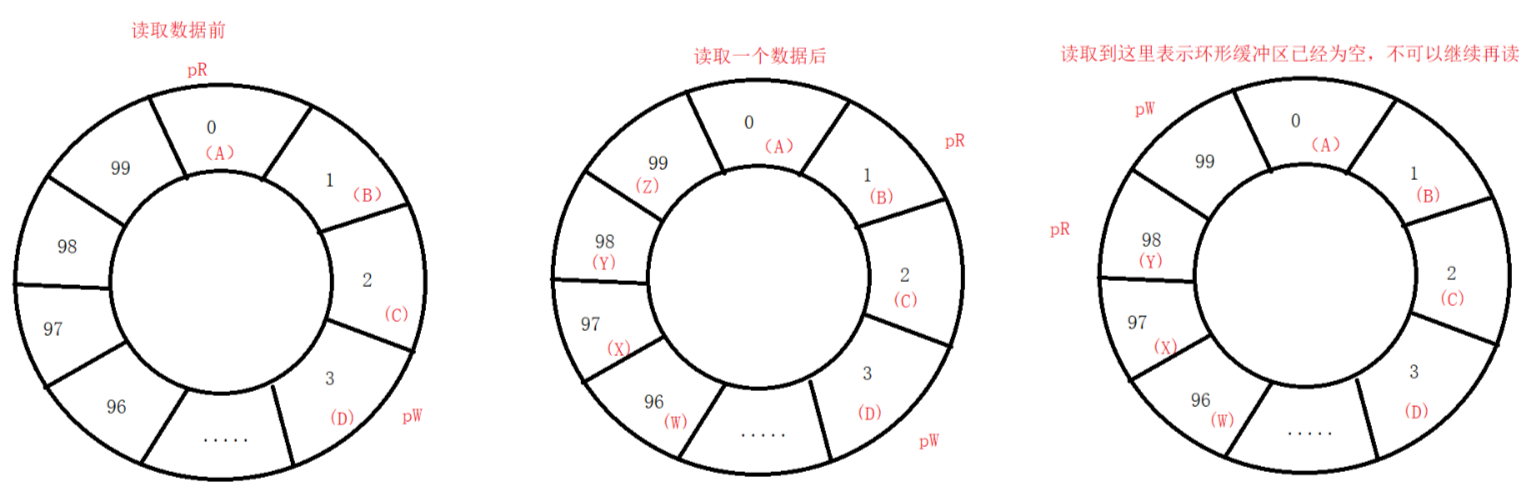 读取数据前
pR
0
(A)
1
(B)
2
(C)
3
(D)
pW
.....
96
97
98
99
读取一个数据后
0
(A)
pR
1
(B)
2
(C)
3
(D)
pW
.....
96
(W)
97
(X)
98
(Y)
99
(Z)
读取到这里表示环形缓冲区已经为空，不可以继续再读
pW
0
(A)
1
(B)
2
(C)
3
(D)
.....
96
(W)
97
(X)
pR
98
(Y)
99